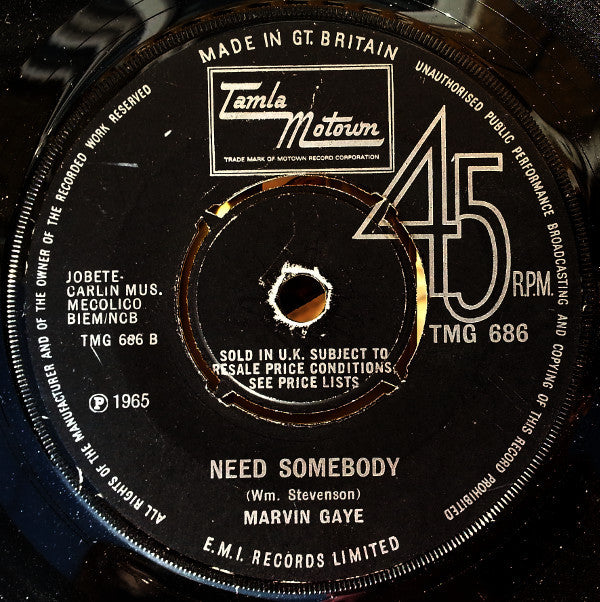 MADE IN GT. BRITAIN
UNAUTHORISED PUBLIC PERFORMANCE BROADCASTING AND COPYING OF THIS RECORD PROHIBITED
ALL RIGHTS OF THE MANUFACTURER AND OF THE OWNER OF THE RECORDED WORK RESERVED
Tamla
Motown
TRADE MARK OF MOTOWN RECORD CORPORATION
45
R.P.M.
TMG 686
JOBETE-
CARLIN MUS.
MECOLICO
BIEM/NCB
TMG 686 B
SOLD IN U.K. SUBJECT TO
RESALE PRICE CONDITIONS,
SEE PRICE LISTS
Ⓟ 1965
NEED SOMEBODY
(Wm. Stevenson)
MARVIN GAYE
E.M.I. RECORDS LIMITED